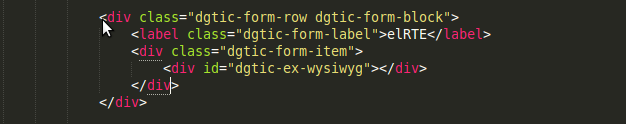 <div class="dgtic-form-row dgtic-form-block">
<label class="dgtic-form-label">elRTE</label>
<div class="dgtic-form-item">
<div id="dgtic-ex-wysiwyg"></div>
</div>
</div>